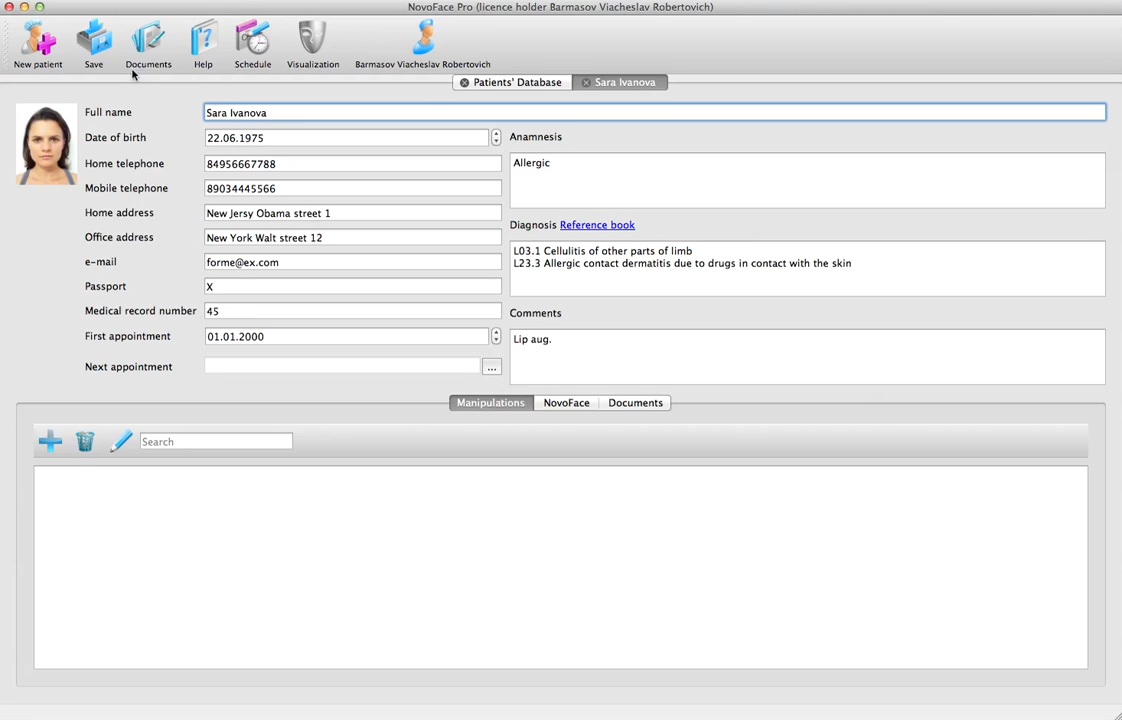 NovoFace Pro (licence holder Barmasov Viacheslav Robertovich)
New patient
Save
Documents
Help
Schedule
Visualization
Barmasov Viacheslav Robertovich
Patients' Database
Sara Ivanova
Full name
Sara Ivanova
Date of birth
22.06.1975
Home telephone
84956667788
Mobile telephone
89034445566
Home address
New Jersy Obama street 1
Office address
New York Walt street 12
e-mail
forme@ex.com
Passport
X
Medical record number
45
First appointment
01.01.2000
Next appointment
...
Anamnesis
Allergic
Diagnosis Reference book
L03.1 Cellulitis of other parts of limb
L23.3 Allergic contact dermatitis due to drugs in contact with the skin
Comments
Lip aug.
Manipulations
NovoFace
Documents
Search